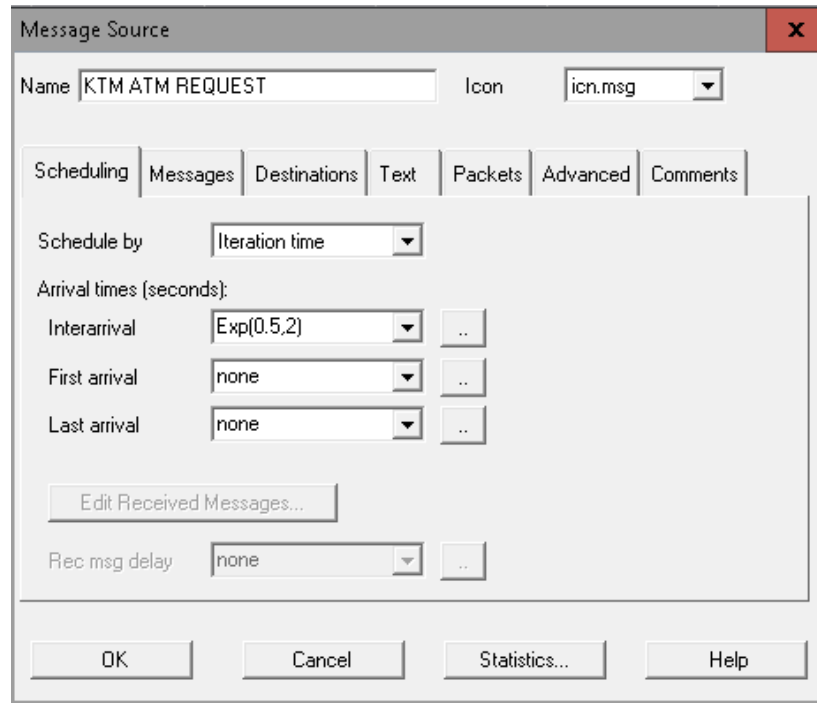 Message Source x
Name KTM ATM REQUEST Icon icn.msg
Scheduling Messages Destinations Text Packets Advanced Comments
Schedule by Iteration time
Arrival times (seconds):
Interarrival Exp(0.5,2) ..
First arrival none ..
Last arrival none ..
Edit Received Messages...
Rec msg delay none ..
OK Cancel Statistics... Help